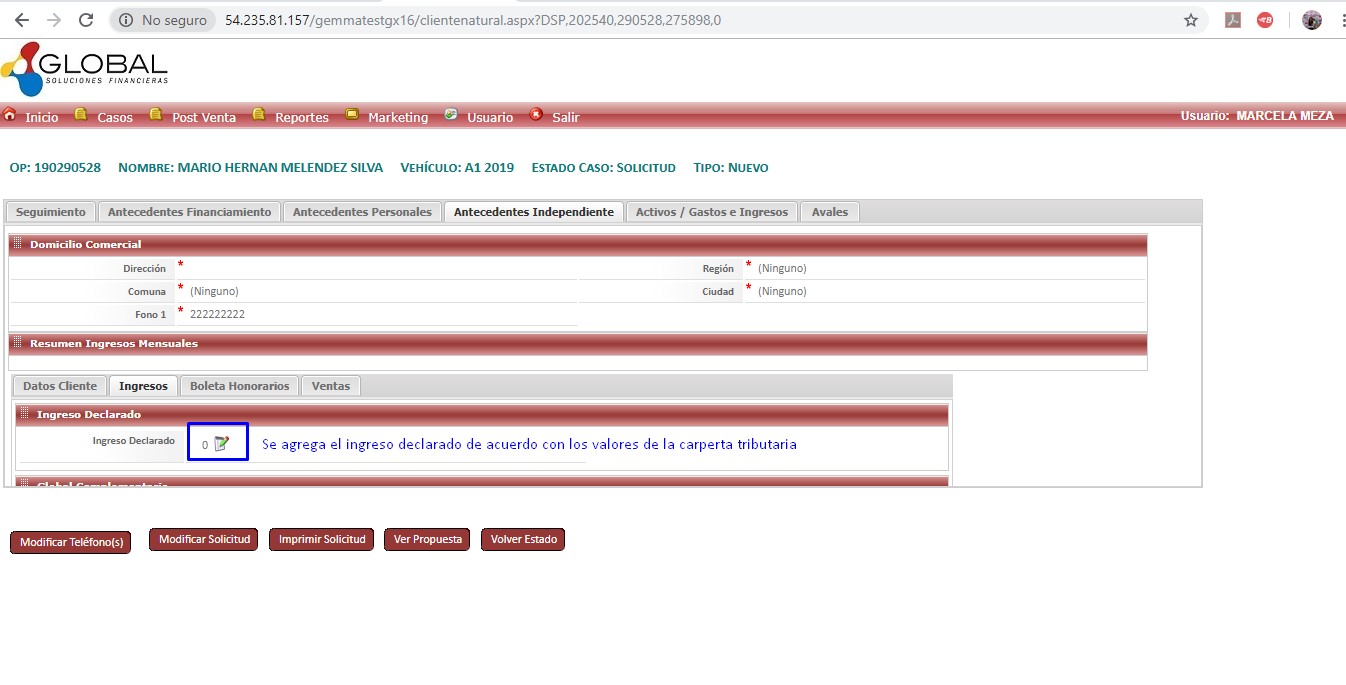 No seguro 54.235.81.157/gemmatestgx16/clientenatural.aspx?DSP,202540,290528,275898,0
GLOBAL
SOLUCIONES FINANCIERAS
Inicio Casos Post Venta Reportes Marketing Usuario Salir Usuario: MARCELA MEZA
OP: 190290528 NOMBRE: MARIO HERNAN MELENDEZ SILVA VEHÍCULO: A1 2019 ESTADO CASO: SOLICITUD TIPO: NUEVO
Seguimiento Antecedentes Financiamiento Antecedentes Personales Antecedentes Independiente Activos / Gastos e Ingresos Avales
Domicilio Comercial
Dirección * Región * (Ninguno)
Comuna * (Ninguno) Ciudad * (Ninguno)
Fono 1 * 222222222
Resumen Ingresos Mensuales
Datos Cliente Ingresos Boleta Honorarios Ventas
Ingreso Declarado
Ingreso Declarado 0 Se agrega el ingreso declarado de acuerdo con los valores de la carperta tributaria
Global Complementario
Modificar Teléfono(s) Modificar Solicitud Imprimir Solicitud Ver Propuesta Volver Estado